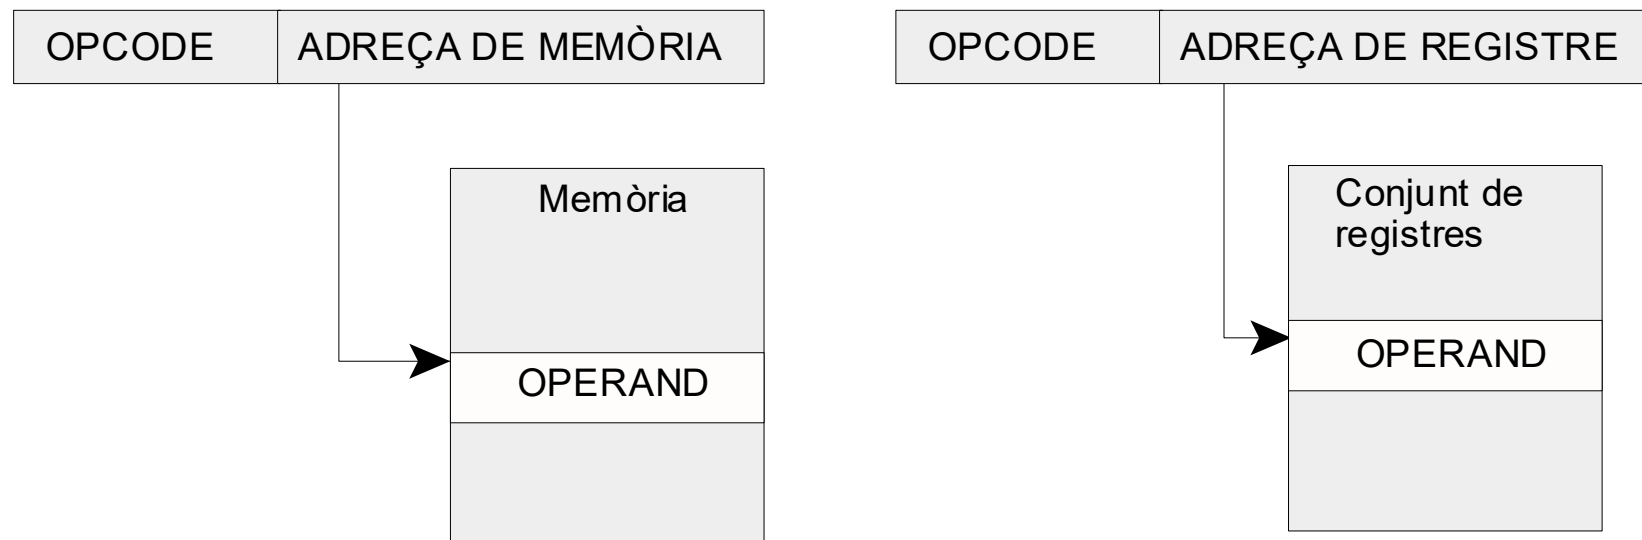 OPCODE
ADREÇA DE MEMÒRIA
Memòria
OPERAND
OPCODE
ADREÇA DE REGISTRE
Conjunt de
registres
OPERAND